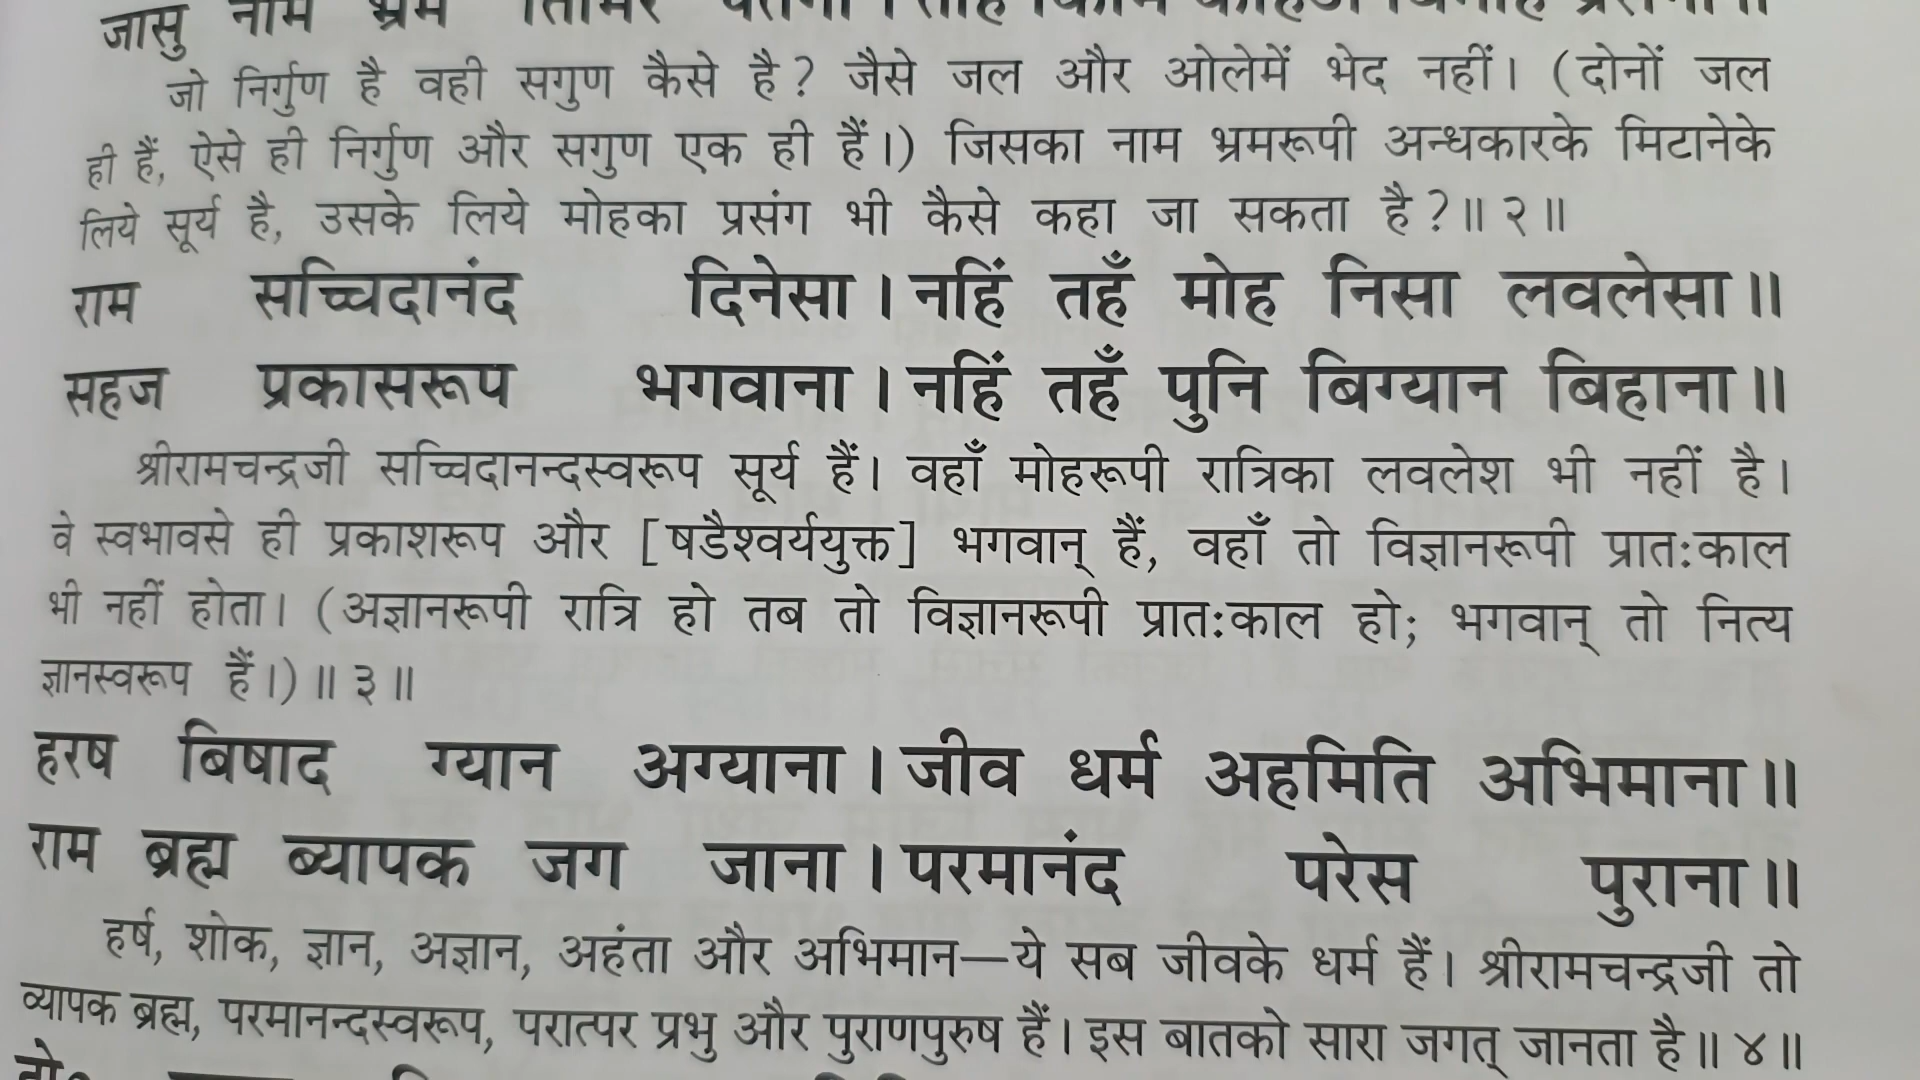 जासु नाम भ्रम तिमिर
जो निर्गुण है वही सगुण कैसे है? जैसे जल और ओलेमें भेद नहीं। (दोनों जल
ही हैं, ऐसे ही निर्गुण और सगुण एक ही हैं।) जिसका नाम भ्रमरूपी अन्धकारके मिटानेके
लिये सूर्य है, उसके लिये मोहका प्रसंग भी कैसे कहा जा सकता है?॥ २॥
राम सच्चिदानंद दिनेसा। नहिं तहँ मोह निसा लवलेसा॥
सहज प्रकासरूप भगवाना। नहिं तहँ पुनि बिग्यान बिहाना॥
श्रीरामचन्द्रजी सच्चिदानन्दस्वरूप सूर्य हैं। वहाँ मोहरूपी रात्रिका लवलेश भी नहीं है।
वे स्वभावसे ही प्रकाशरूप और [षडैश्वर्ययुक्त] भगवान् हैं, वहाँ तो विज्ञानरूपी प्रात:काल
भी नहीं होता। (अज्ञानरूपी रात्रि हो तब तो विज्ञानरूपी प्रात:काल हो; भगवान् तो नित्य
ज्ञानस्वरूप हैं।)॥ ३॥
हरष बिषाद ग्यान अग्याना। जीव धर्म अहमिति अभिमाना॥
राम ब्रह्म ब्यापक जग जाना। परमानंद परेस पुराना॥
हर्ष, शोक, ज्ञान, अज्ञान, अहंता और अभिमान—ये सब जीवके धर्म हैं। श्रीरामचन्द्रजी तो
व्यापक ब्रह्म, परमानन्दस्वरूप, परात्पर प्रभु और पुराणपुरुष हैं। इस बातको सारा जगत् जानता है॥ ४॥